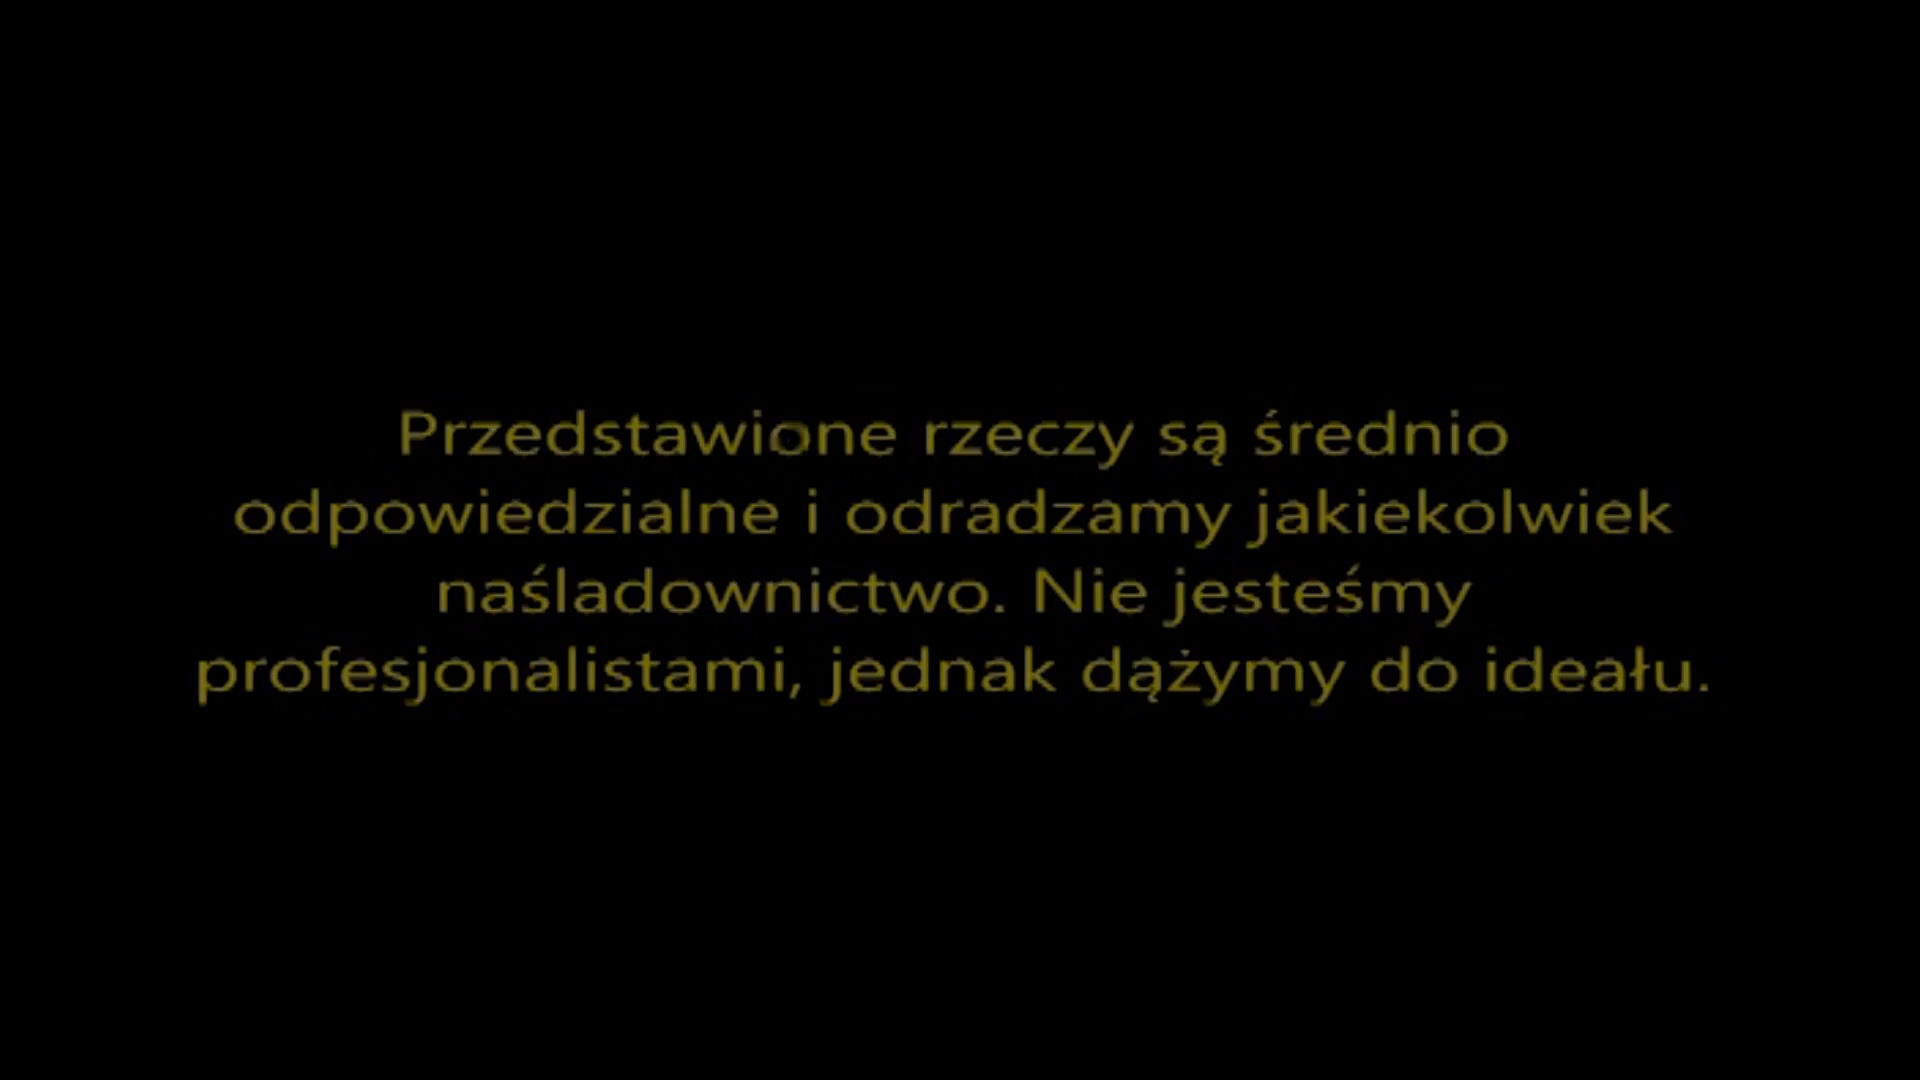 Przedstawione rzeczy są średnio
odpowiedzialne i odradzamy jakiekolwiek
naśladownictwo. Nie jesteśmy
profesjonalistami, jednak dążymy do ideału.